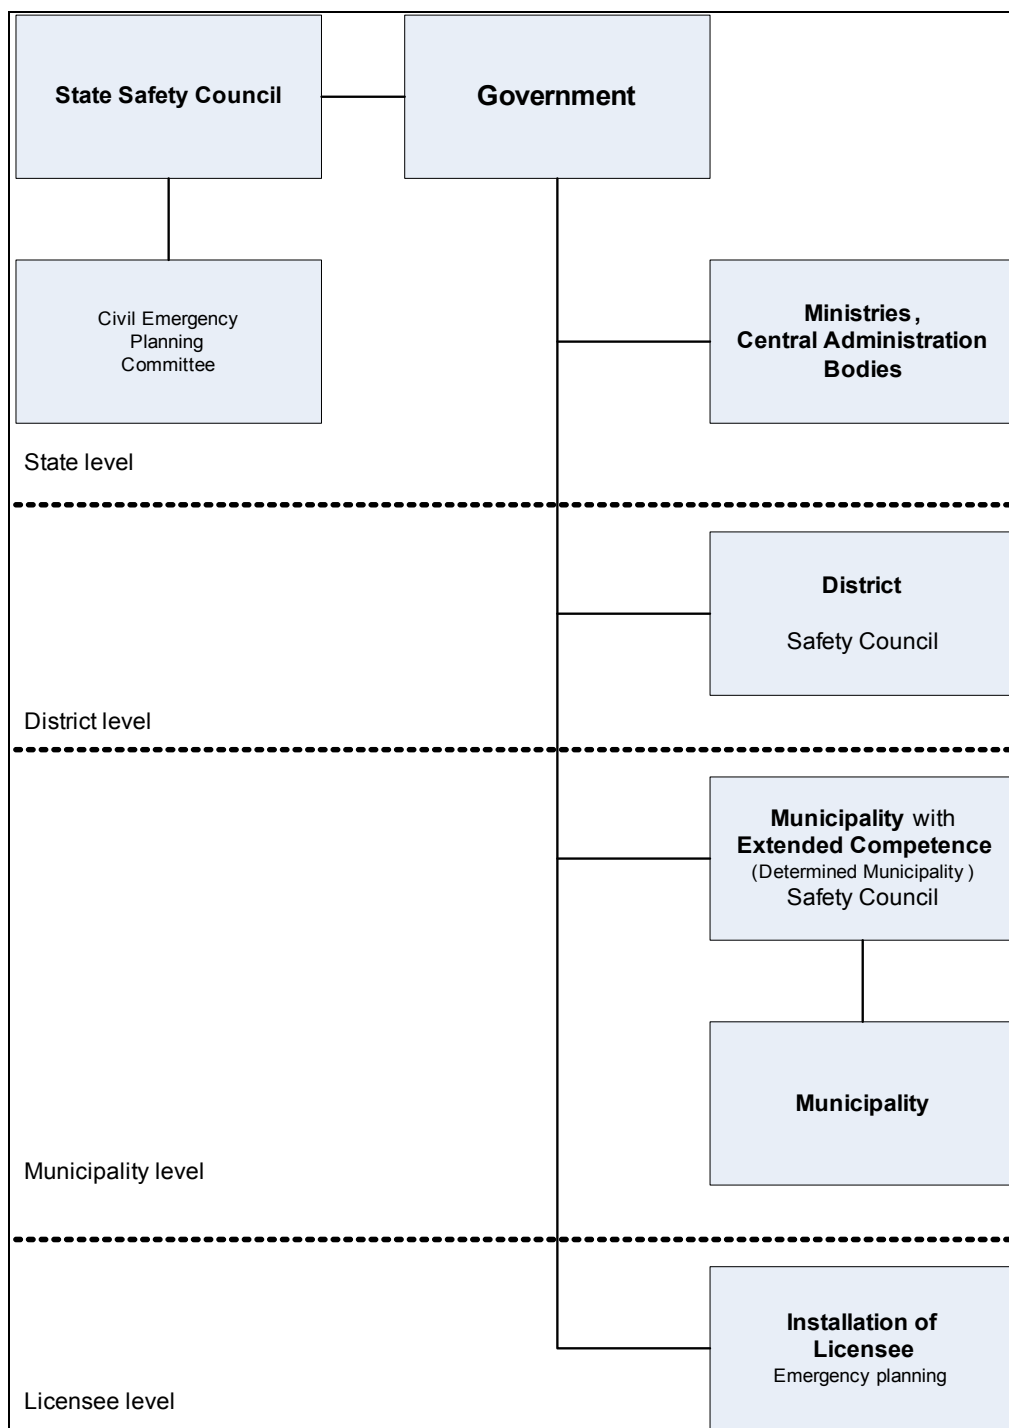 State Safety Council
Government
Civil Emergency
Planning
Committee
Ministries,
Central Administration
Bodies
State level
District
Safety Council
District level
Municipality with
Extended Competence
(Determined Municipality)
Safety Council
Municipality
Municipality level
Installation of
Licensee
Emergency planning
Licensee level